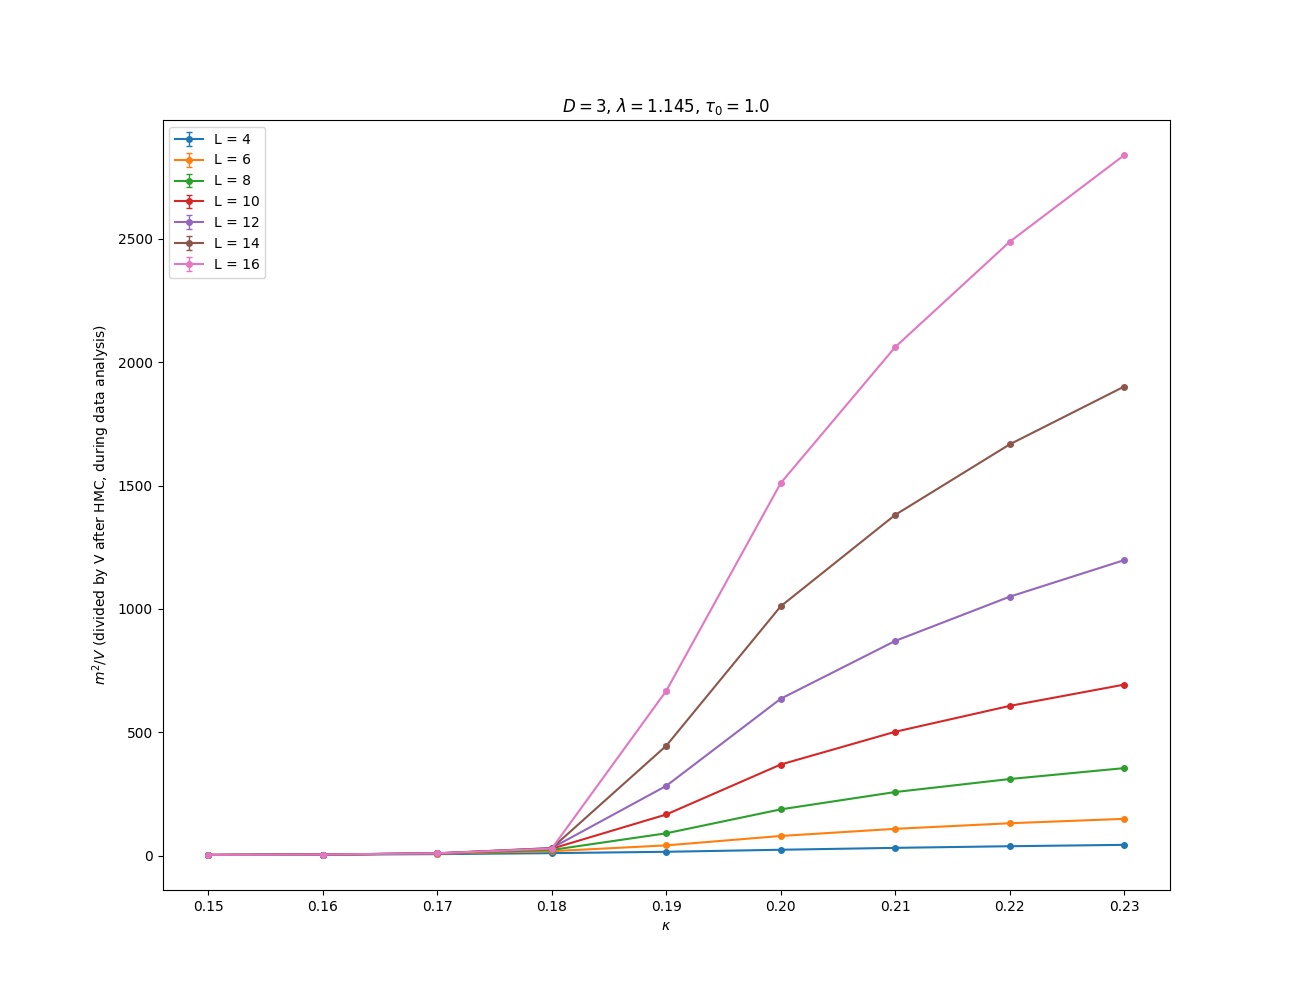 D = 3, λ = 1.145, τ₀ = 1.0
L = 4
L = 6
L = 8
L = 10
L = 12
L = 14
L = 16
m²/V (divided by V after HMC, during data analysis)
2500
2000
1500
1000
500
0
0.15 0.16 0.17 0.18 0.19 0.20 0.21 0.22 0.23
κ